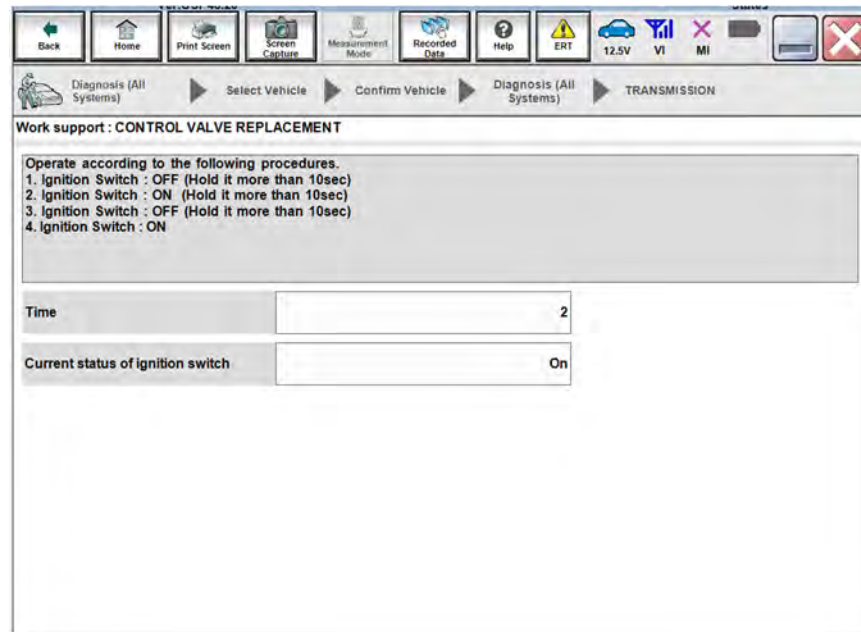 Back
Home
Print Screen
Screen Capture
Measurement Mode
Recorded Data
Help
ERT
12.5V
VI
MI
Diagnosis (All Systems)
Select Vehicle
Confirm Vehicle
Diagnosis (All Systems)
TRANSMISSION
Work support : CONTROL VALVE REPLACEMENT
Operate according to the following procedures.
1. Ignition Switch : OFF (Hold it more than 10sec)
2. Ignition Switch : ON (Hold it more than 10sec)
3. Ignition Switch : OFF (Hold it more than 10sec)
4. Ignition Switch : ON
Time
2
Current status of ignition switch
On